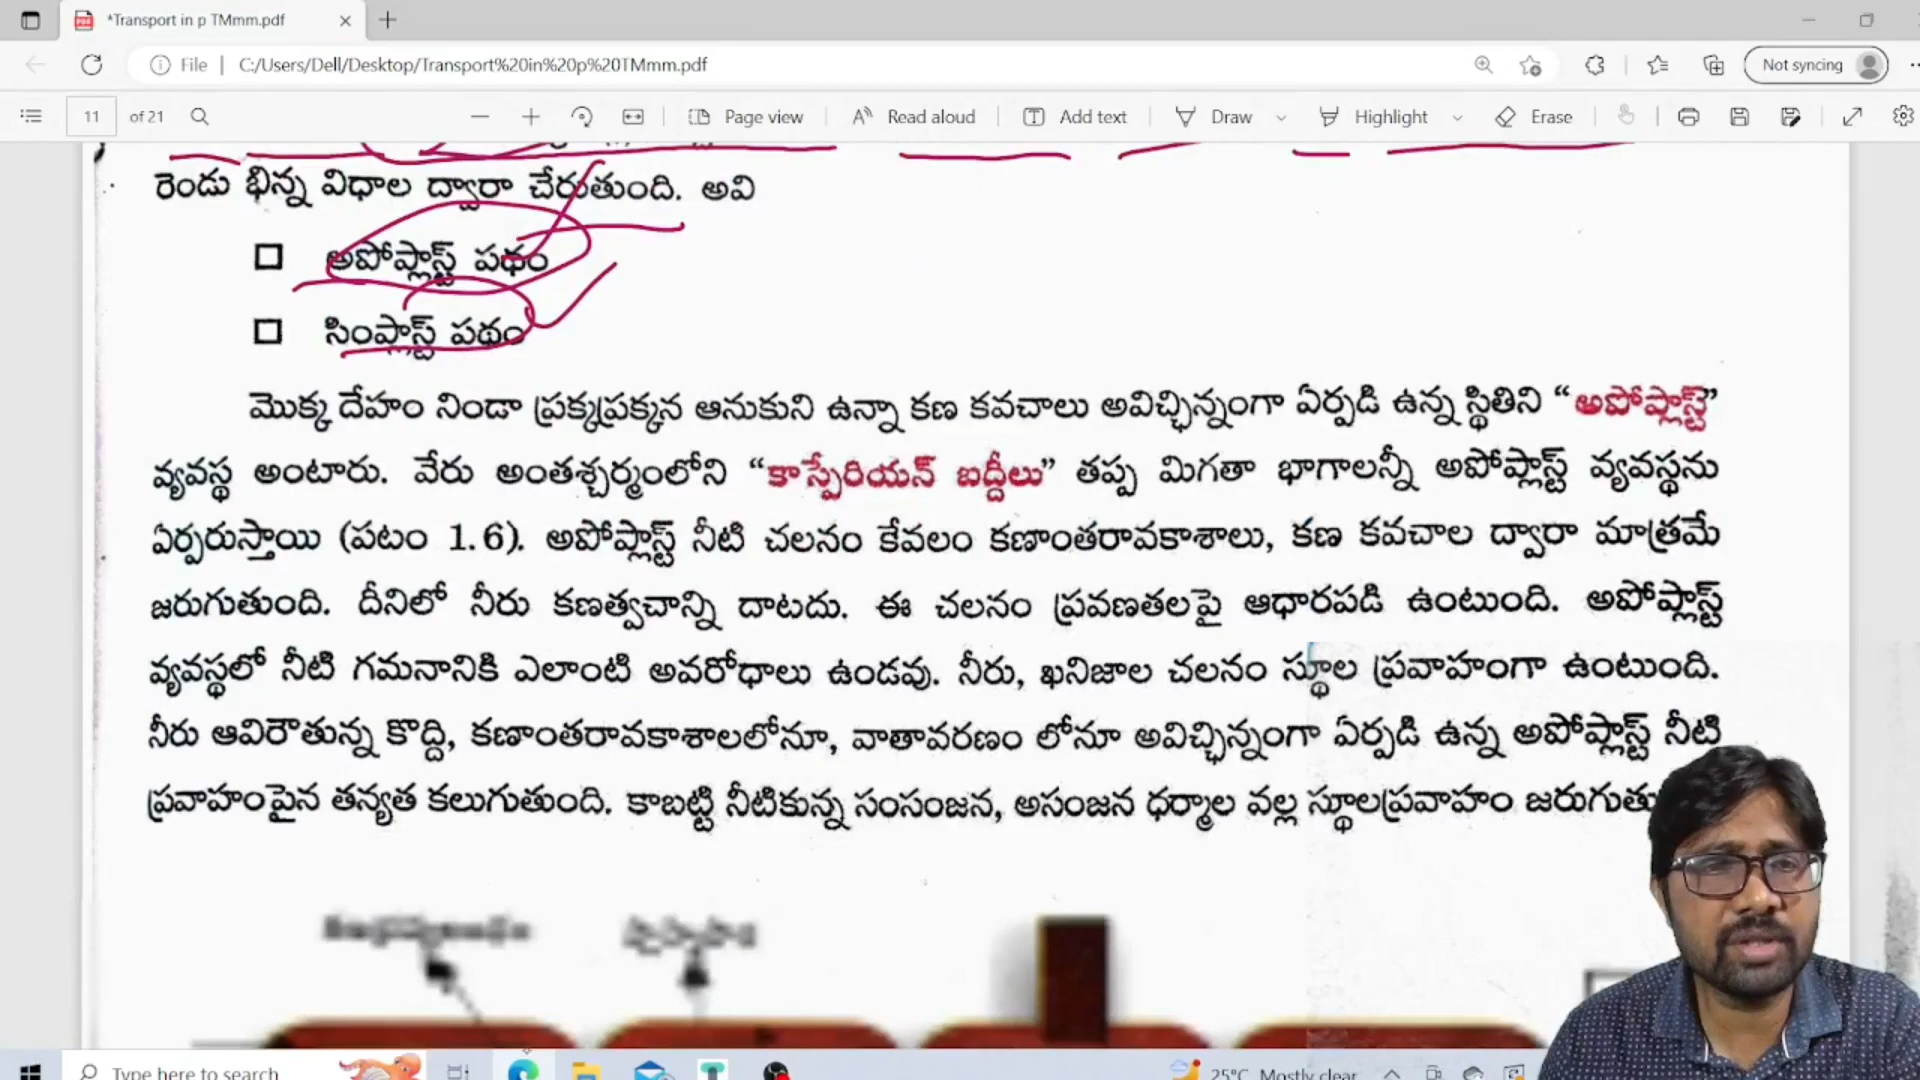 *Transport in p TMmm.pdf
File C:/Users/Dell/Desktop/Transport%20in%20p%20TMmm.pdf Not syncing
11 of 21 Page view Read aloud Add text Draw Highlight Erase
రెండు భిన్న విధాల ద్వారా చేరుతుంది. అవి
అపోప్లాస్ట్ పథం
సింప్లాస్ట్ పథం
మొక్క దేహం నిండా ప్రక్కప్రక్కన ఆనుకుని ఉన్నా కణ కవచాలు అవిచ్ఛిన్నంగా ఏర్పడి ఉన్న స్థితిని “అపోప్లాస్ట్”
వ్యవస్థ అంటారు. వేరు అంతశ్చర్మంలోని “కాస్పేరియన్ బద్దీలు” తప్ప మిగతా భాగాలన్నీ అపోప్లాస్ట్ వ్యవస్థను
ఏర్పరుస్తాయి (పటం 1.6). అపోప్లాస్ట్ నీటి చలనం కేవలం కణాంతరావకాశాలు, కణ కవచాల ద్వారా మాత్రమే
జరుగుతుంది. దీనిలో నీరు కణత్వచాన్ని దాటదు. ఈ చలనం ప్రవణతలపై ఆధారపడి ఉంటుంది. అపోప్లాస్ట్
వ్యవస్థలో నీటి గమనానికి ఎలాంటి అవరోధాలు ఉండవు. నీరు, ఖనిజాల చలనం స్థూల ప్రవాహంగా ఉంటుంది.
నీరు ఆవిరౌతున్న కొద్ది, కణాంతరావకాశాలలోనూ, వాతావరణం లోనూ అవిచ్ఛిన్నంగా ఏర్పడి ఉన్న అపోప్లాస్ట్ నీటి
ప్రవాహంపైన తన్యత కలుగుతుంది. కాబట్టి నీటికున్న సంసంజన, అసంజన ధర్మాల వల్ల స్థూలప్రవాహం జరుగుతు
Type here to search 25°C Mostly clear